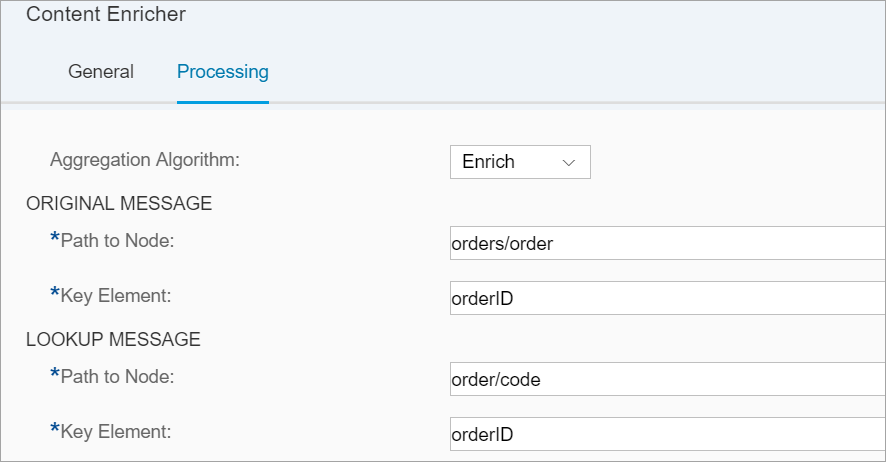 Content Enricher
General Processing
Aggregation Algorithm: Enrich
ORIGINAL MESSAGE
*Path to Node: orders/order
*Key Element: orderID
LOOKUP MESSAGE
*Path to Node: order/code
*Key Element: orderID